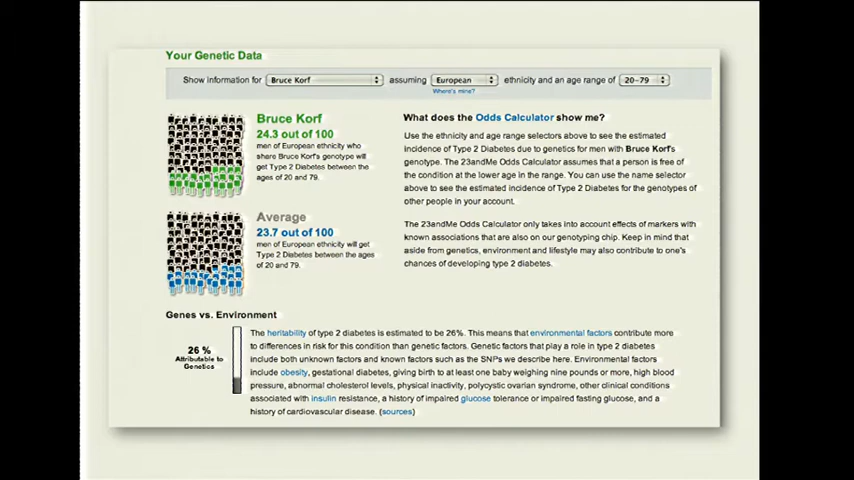 Your Genetic Data
Show information for Bruce Korf assuming European ethnicity and an age range of 20-79
Where's mine?
Bruce Korf
24.3 out of 100
men of European ethnicity who
share Bruce Korf's genotype will
get Type 2 Diabetes between the
ages of 20 and 79.
What does the Odds Calculator show me?
Use the ethnicity and age range selectors above to see the estimated
incidence of Type 2 Diabetes due to genetics for men with Bruce Korf's
genotype. The 23andMe Odds Calculator assumes that a person is free of
the condition at the lower age in the range. You can use the name selector
above to see the estimated incidence of Type 2 Diabetes for the genotypes of
other people in your account.
Average
23.7 out of 100
men of European ethnicity will get
Type 2 Diabetes between the ages
of 20 and 79.
The 23andMe Odds Calculator only takes into account effects of markers with
known associations that are also on our genotyping chip. Keep in mind that
aside from genetics, environment and lifestyle may also contribute to one's
chances of developing type 2 diabetes.
Genes vs. Environment
26 %
Attributable to
Genetics
The heritability of type 2 diabetes is estimated to be 26%. This means that environmental factors contribute more
to differences in risk for this condition than genetic factors. Genetic factors that play a role in type 2 diabetes
include both unknown factors and known factors such as the SNPs we describe here. Environmental factors
include obesity, gestational diabetes, giving birth to at least one baby weighing nine pounds or more, high blood
pressure, abnormal cholesterol levels, physical inactivity, polycystic ovarian syndrome, other clinical conditions
associated with insulin resistance, a history of impaired glucose tolerance or impaired fasting glucose, and a
history of cardiovascular disease. (sources)